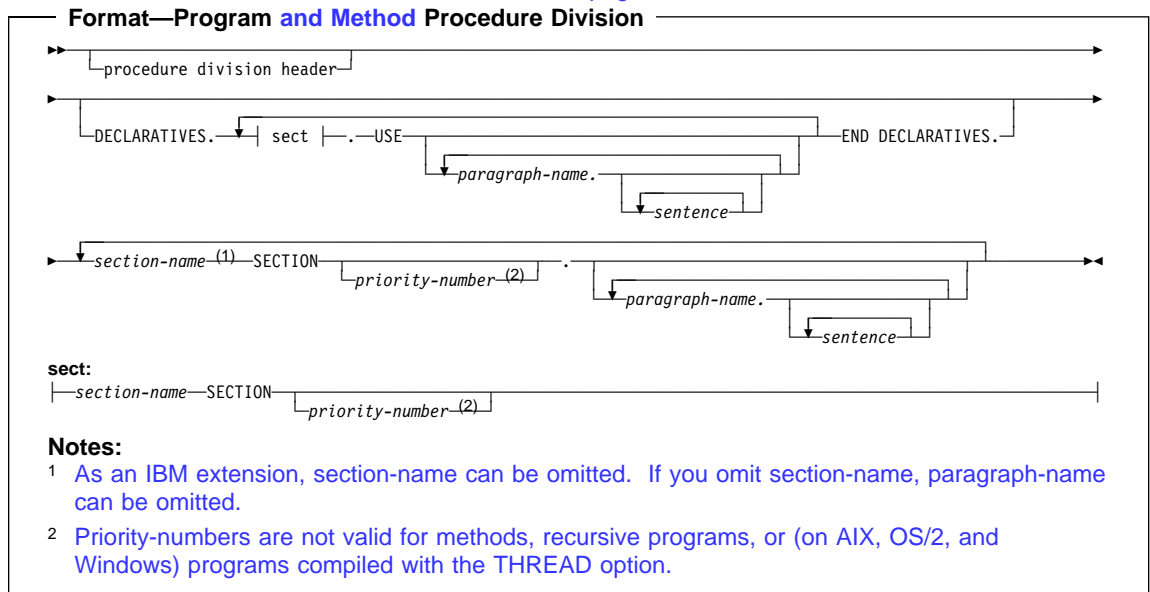 Format—Program and Method Procedure Division
procedure division header
DECLARATIVES. sect . USE END DECLARATIVES.
paragraph-name.
sentence
section-name (1) SECTION .
priority-number (2)
paragraph-name.
sentence
sect:
section-name SECTION
priority-number (2)
Notes:
1 As an IBM extension, section-name can be omitted. If you omit section-name, paragraph-name
can be omitted.
2 Priority-numbers are not valid for methods, recursive programs, or (on AIX, OS/2, and
Windows) programs compiled with the THREAD option.